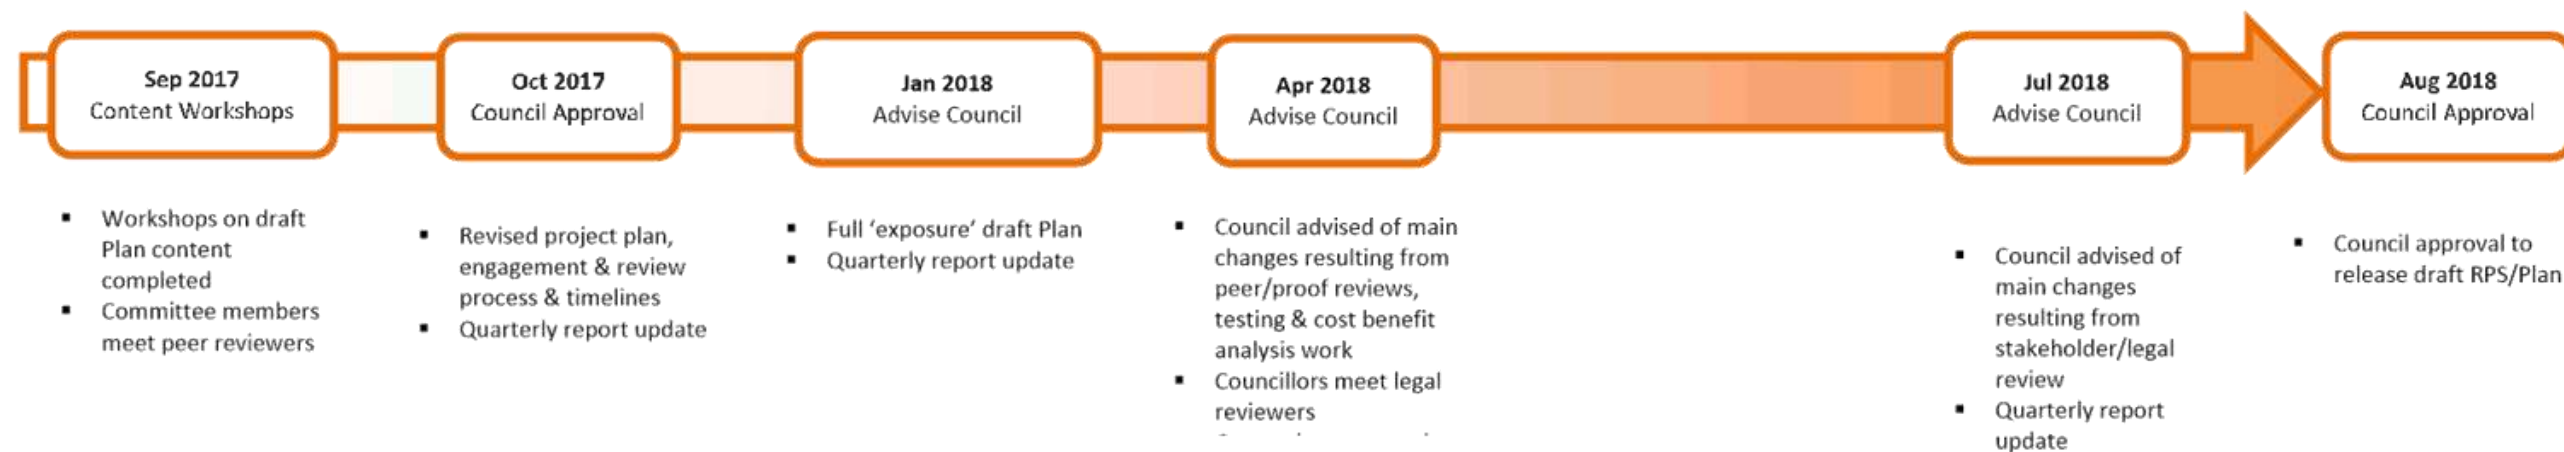 Sep 2017
Content Workshops
Oct 2017
Council Approval
Jan 2018
Advise Council
Apr 2018
Advise Council
Jul 2018
Advise Council
Aug 2018
Council Approval
▪ Workshops on draft
Plan content
completed
▪ Committee members
meet peer reviewers
▪ Revised project plan,
engagement & review
process & timelines
▪ Quarterly report update
▪ Full ‘exposure’ draft Plan
▪ Quarterly report update
▪ Council advised of main
changes resulting from
peer/proof reviews,
testing & cost benefit
analysis work
▪ Councillors meet legal
reviewers
▪ Council advised of
main changes
resulting from
stakeholder/legal
review
▪ Quarterly report
update
▪ Council approval to
release draft RPS/Plan